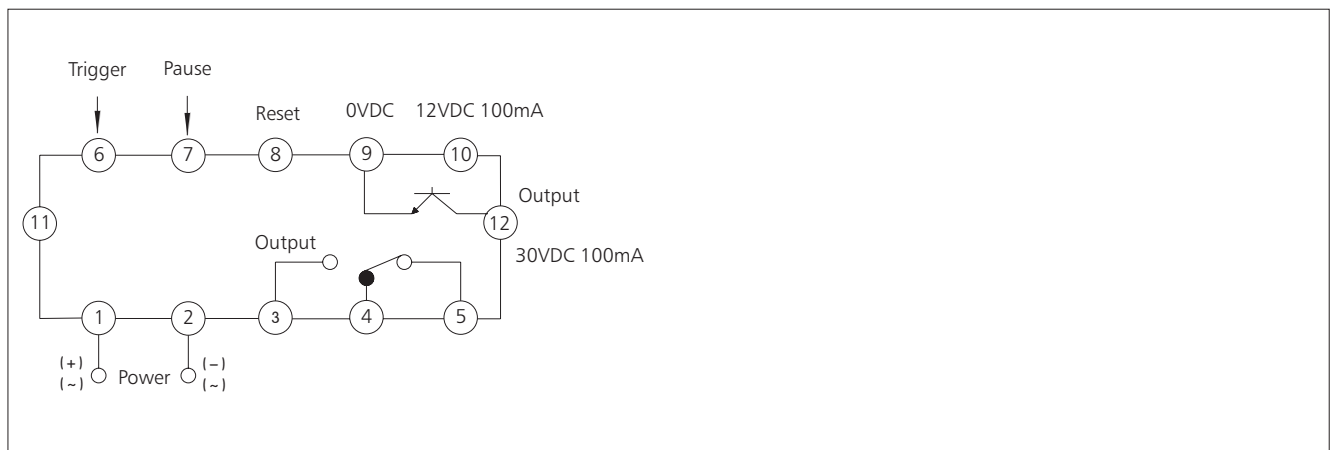 Trigger Pause
Reset 0VDC 12VDC 100mA
6 7 8 9 10
Output
11 12
Output
30VDC 100mA
1 2 3 4 5
(+) (−)
(~) Power (~)